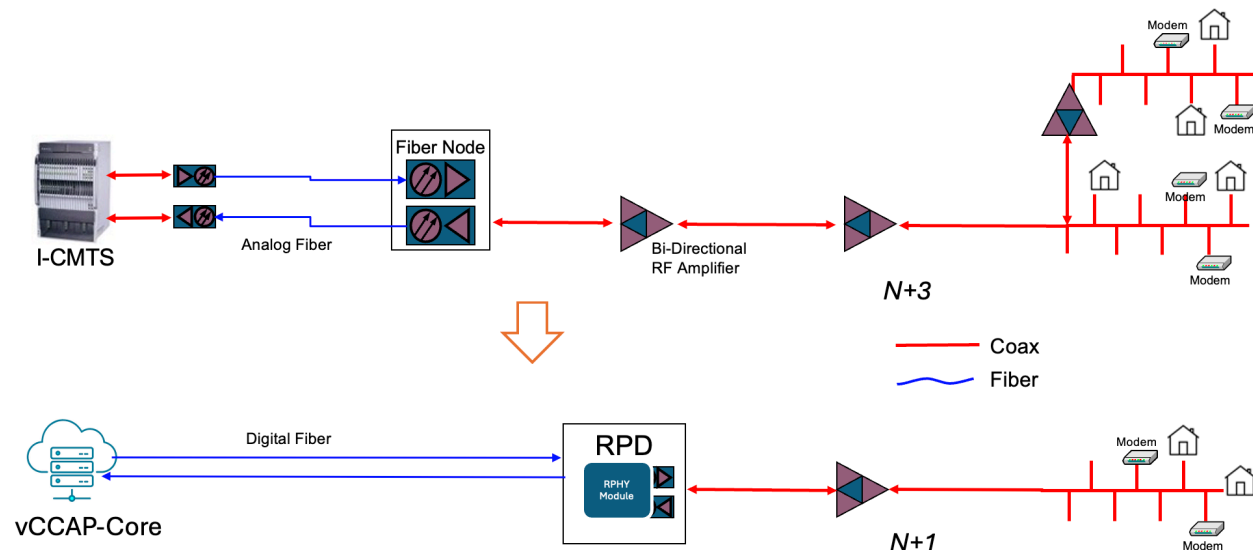 Modem
Fiber Node
Modem
Modem
I-CMTS
Analog Fiber
Bi-Directional
RF Amplifier
Modem
N+3
Coax
Fiber
Digital Fiber
RPD
RPHY
Module
Modem
vCCAP-Core
N+1
Modem